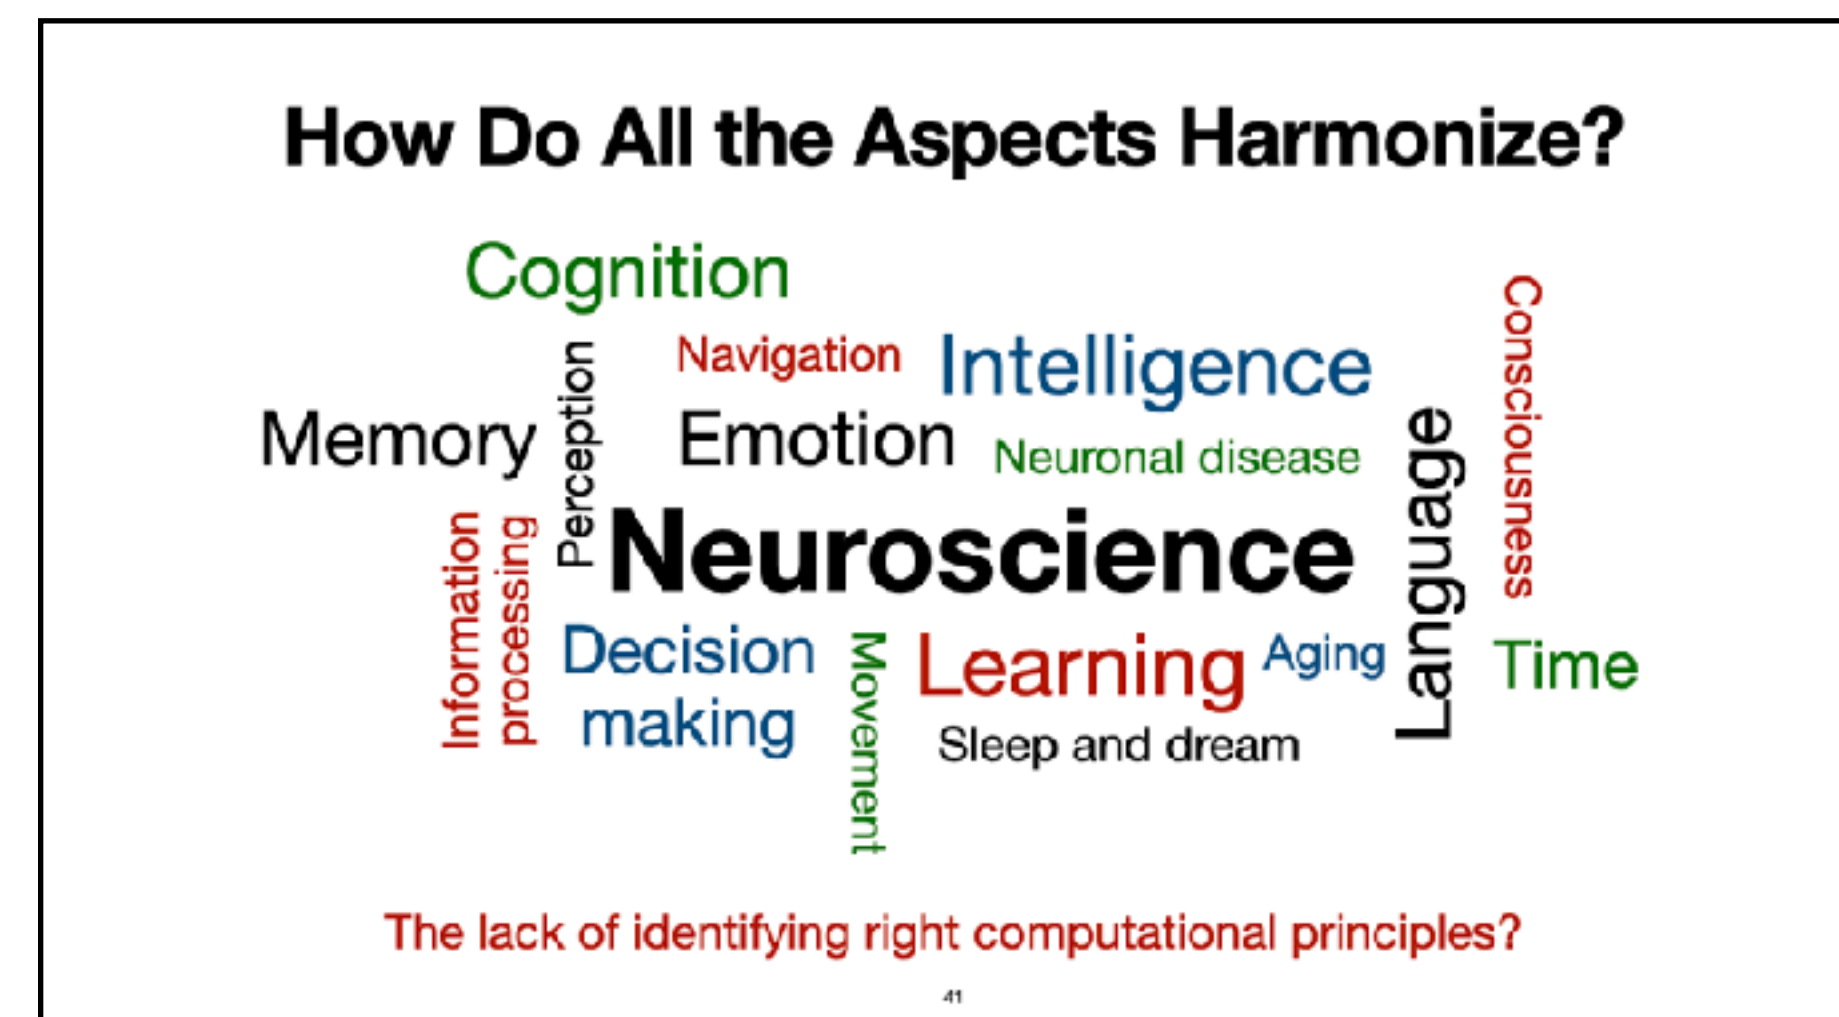 How Do All the Aspects Harmonize?
Cognition
Navigation
Intelligence
Consciousness
Memory
Perception
Emotion
Neuronal disease
Language
Neuroscience
Information
processing
Decision
making
Movement
Learning
Aging
Time
Sleep and dream
The lack of identifying right computational principles?
41